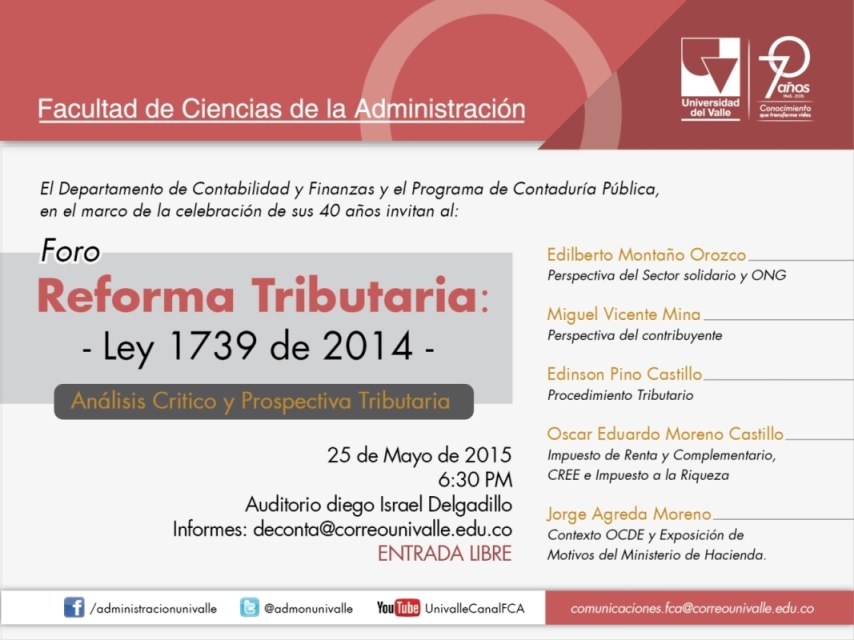 Facultad de Ciencias de la Administración
Universidad
del Valle
70 años
1945 - 2015
Conocimiento
que transforma vidas
El Departamento de Contabilidad y Finanzas y el Programa de Contaduría Pública,
en el marco de la celebración de sus 40 años invitan al:
Foro
Reforma Tributaria:
- Ley 1739 de 2014 -
Análisis Critico y Prospectiva Tributaria
25 de Mayo de 2015
6:30 PM
Auditorio diego Israel Delgadillo
Informes: deconta@correounivalle.edu.co
ENTRADA LIBRE
Edilberto Montaño Orozco
Perspectiva del Sector solidario y ONG
Miguel Vicente Mina
Perspectiva del contribuyente
Edinson Pino Castillo
Procedimiento Tributario
Oscar Eduardo Moreno Castillo
Impuesto de Renta y Complementario,
CREE e Impuesto a la Riqueza
Jorge Agreda Moreno
Contexto OCDE y Exposición de
Motivos del Ministerio de Hacienda.
/administracionunivalle
@admonunivalle
YouTube UnivalleCanalFCA
comunicaciones.fca@correounivalle.edu.co